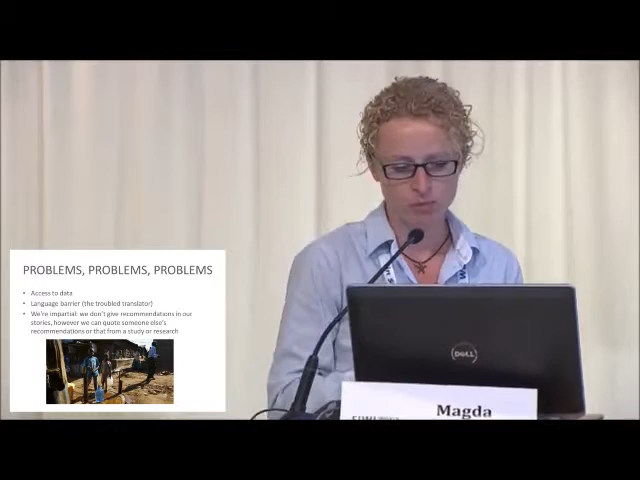 PROBLEMS, PROBLEMS, PROBLEMS
• Access to data
• Language barrier (the troubled translator)
• We're impartial: we don't give recommendations in our
stories, however we can quote someone else's
recommendations or that from a study or research
DELL
Magda